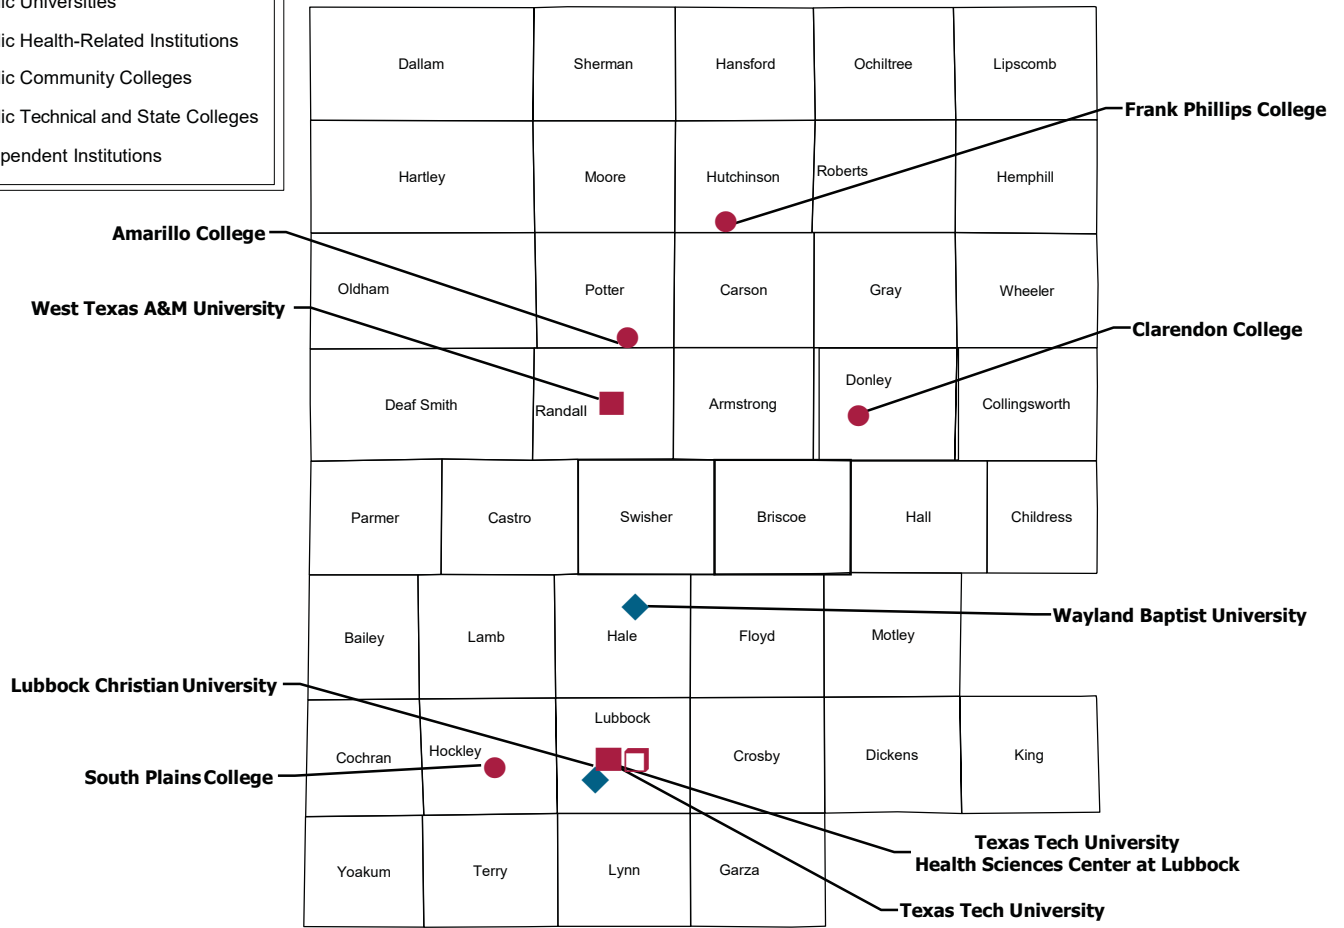 ic Universities
ic Health-Related Institutions
ic Community Colleges
ic Technical and State Colleges
pendent Institutions
Dallam
Sherman
Hansford
Ochiltree
Lipscomb
Frank Phillips College
Hartley
Moore
Hutchinson
Roberts
Hemphill
Amarillo College
Oldham
Potter
Carson
Gray
Wheeler
West Texas A&M University
Clarendon College
Deaf Smith
Randall
Armstrong
Donley
Collingsworth
Parmer
Castro
Swisher
Briscoe
Hall
Childress
Wayland Baptist University
Bailey
Lamb
Hale
Floyd
Motley
Lubbock Christian University
Lubbock
Cochran
Hockley
Crosby
Dickens
King
South Plains College
Texas Tech University
Health Sciences Center at Lubbock
Yoakum
Terry
Lynn
Garza
Texas Tech University